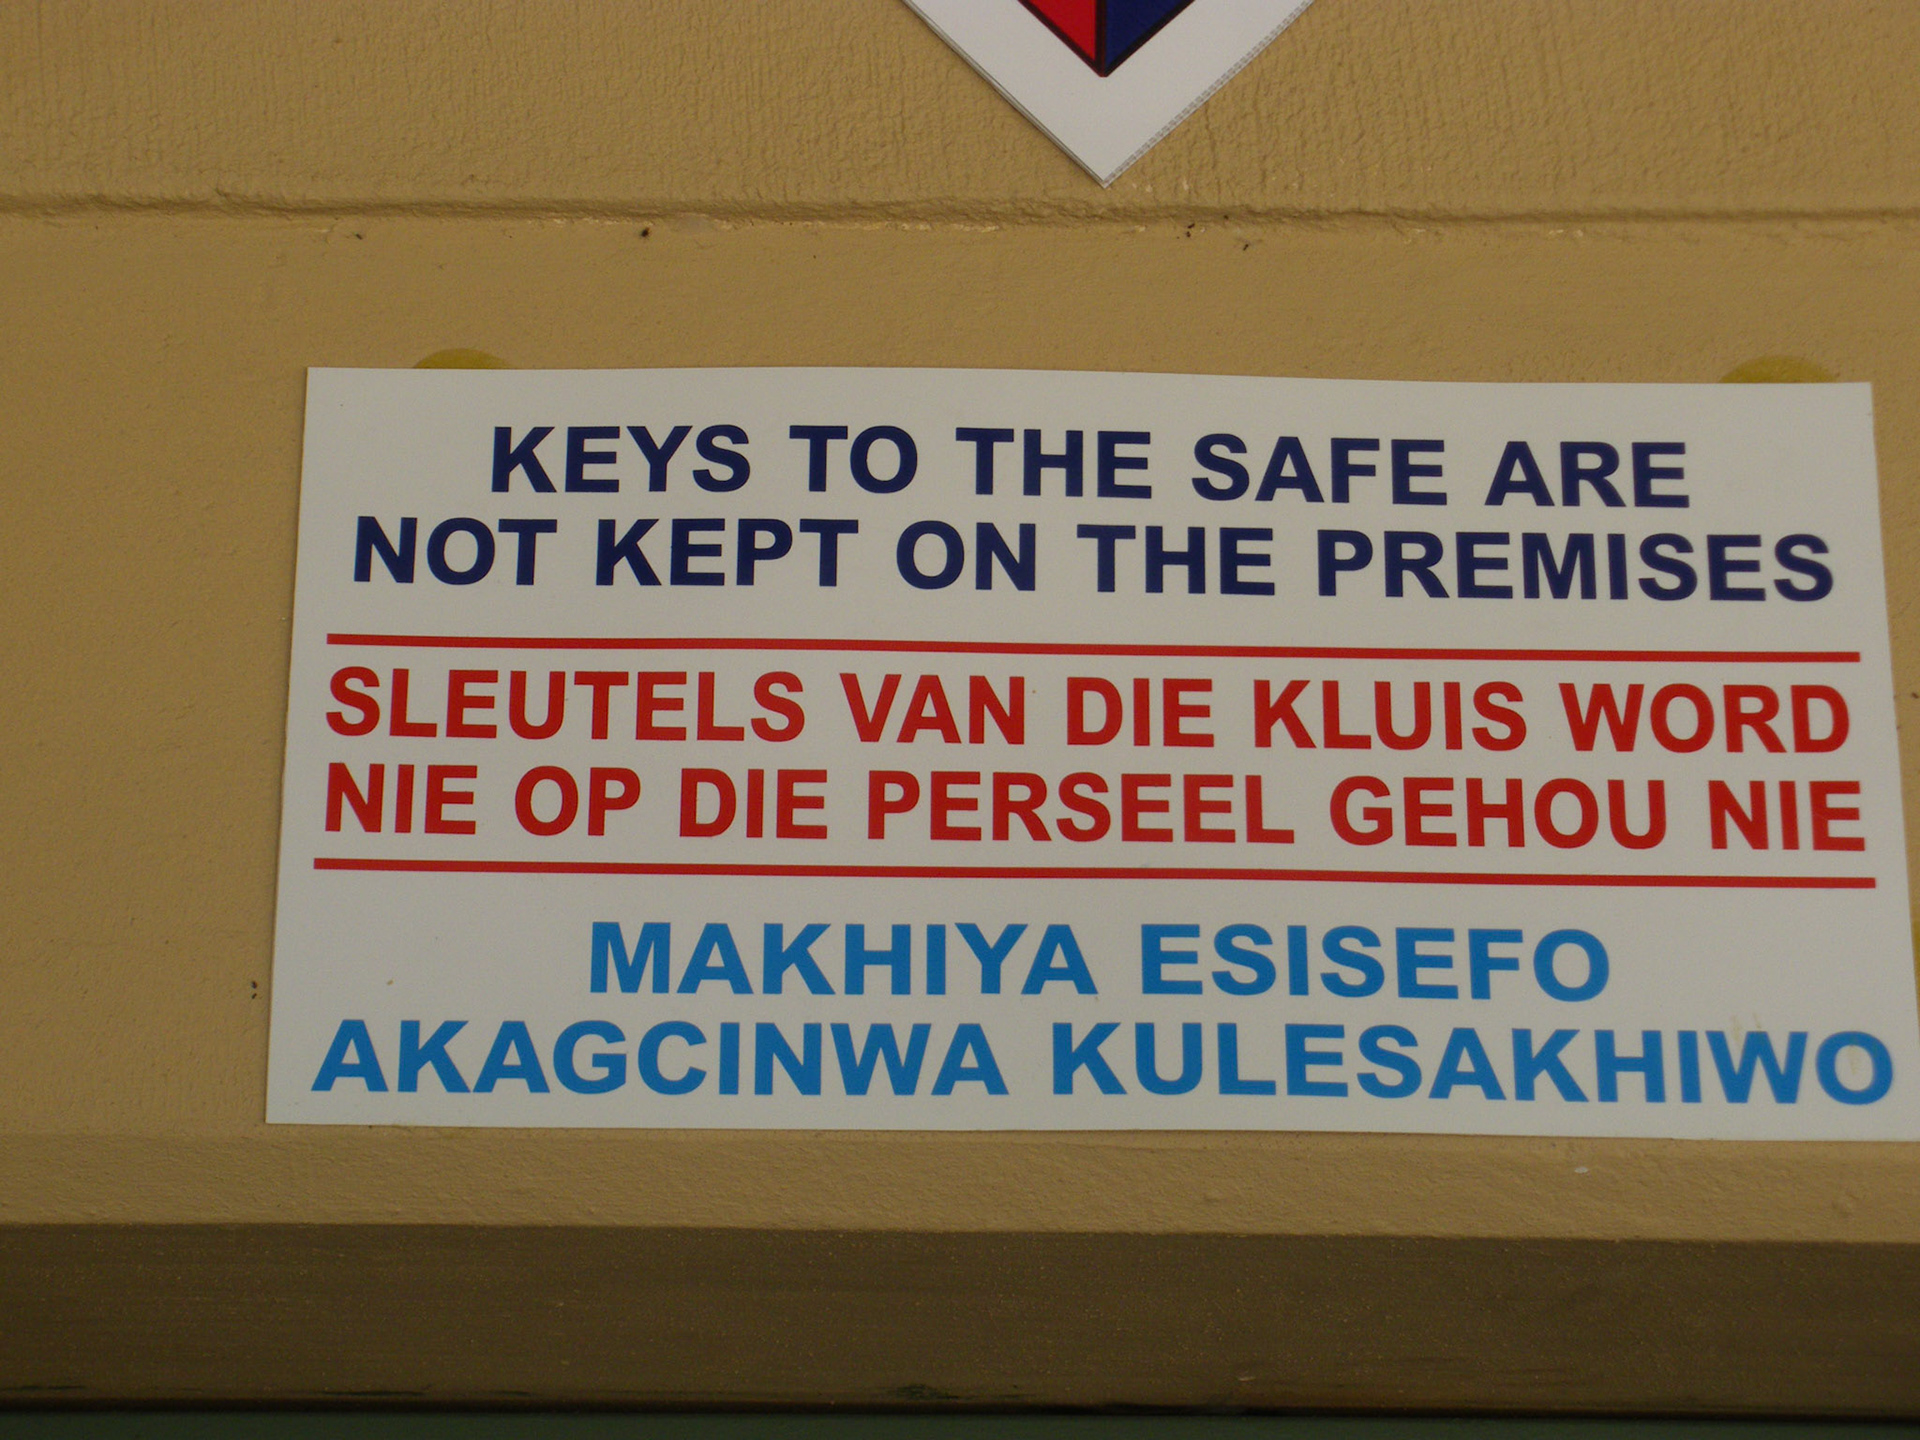 KEYS TO THE SAFE ARE
NOT KEPT ON THE PREMISES
SLEUTELS VAN DIE KLUIS WORD
NIE OP DIE PERSEEL GEHOU NIE
MAKHIYA ESISEFO
AKAGCINWA KULESAKHIWO